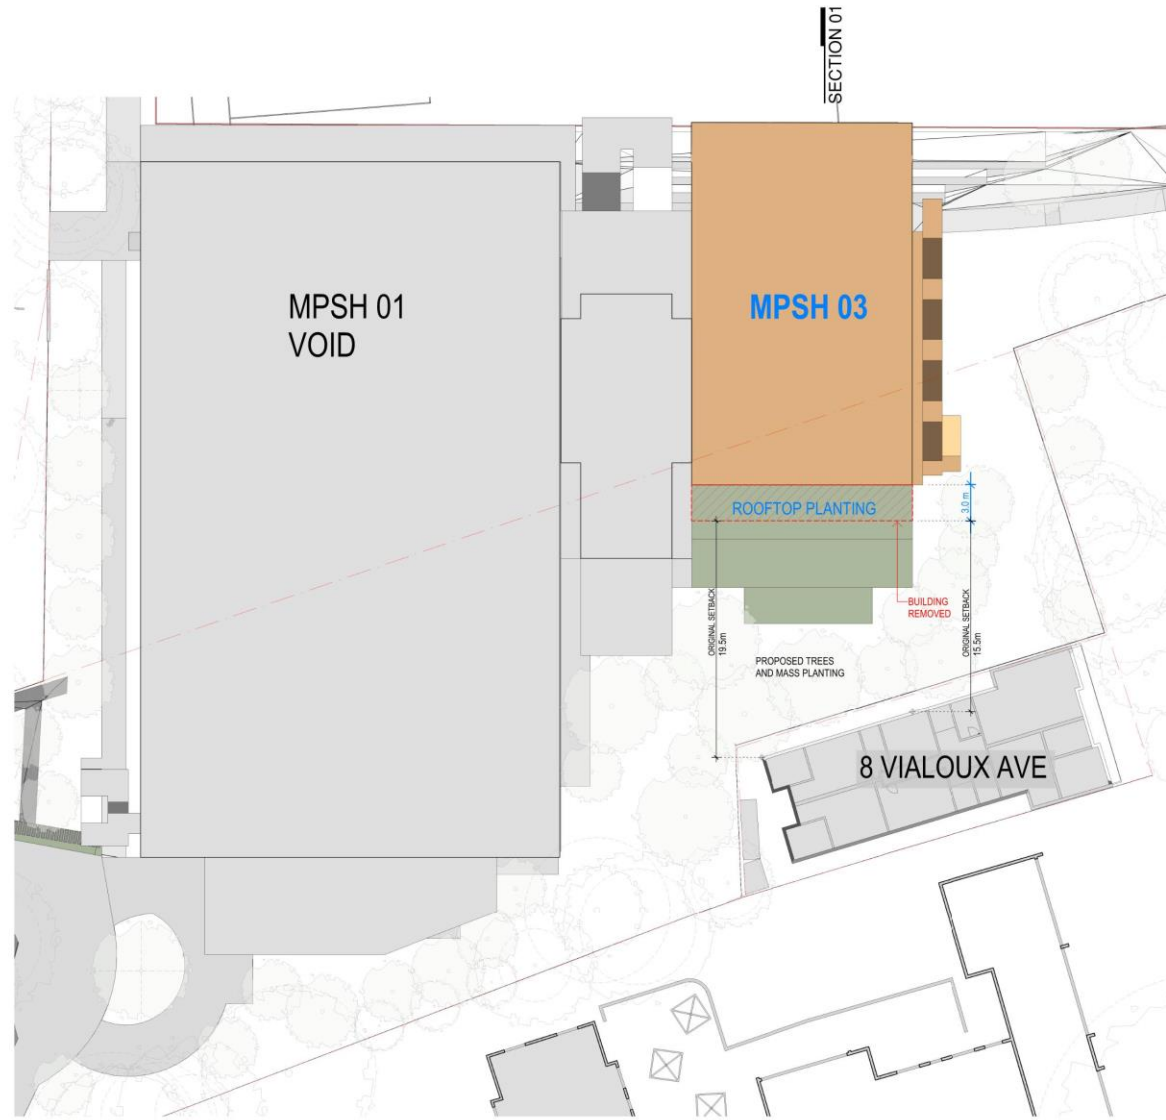 SECTION 01
MPSH 01
VOID
MPSH 03
ROOFTOP PLANTING
3.0 m
BUILDING
REMOVED
ORIGINAL SETBACK
19.5m
ORIGINAL SETBACK
15.5m
PROPOSED TREES
AND MASS PLANTING
8 VIALOUX AVE